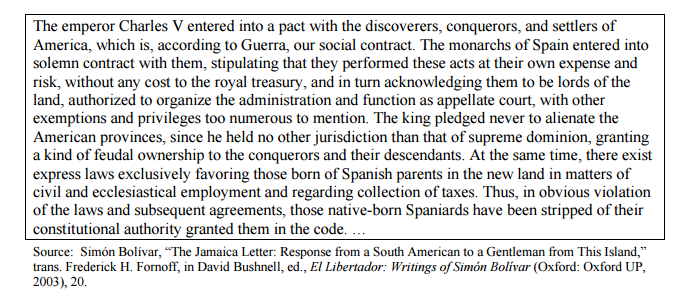 The emperor Charles V entered into a pact with the discoverers, conquerors, and settlers of
America, which is, according to Guerra, our social contract. The monarchs of Spain entered into
solemn contract with them, stipulating that they performed these acts at their own expense and
risk, without any cost to the royal treasury, and in turn acknowledging them to be lords of the
land, authorized to organize the administration and function as appellate court, with other
exemptions and privileges too numerous to mention. The king pledged never to alienate the
American provinces, since he held no other jurisdiction than that of supreme dominion, granting
a kind of feudal ownership to the conquerors and their descendants. At the same time, there exist
express laws exclusively favoring those born of Spanish parents in the new land in matters of
civil and ecclesiastical employment and regarding collection of taxes. Thus, in obvious violation
of the laws and subsequent agreements, those native-born Spaniards have been stripped of their
constitutional authority granted them in the code. …
Source: Simón Bolívar, “The Jamaica Letter: Response from a South American to a Gentleman from This Island,”
trans. Frederick H. Fornoff, in David Bushnell, ed., El Libertador: Writings of Simón Bolívar (Oxford: Oxford UP,
2003), 20.